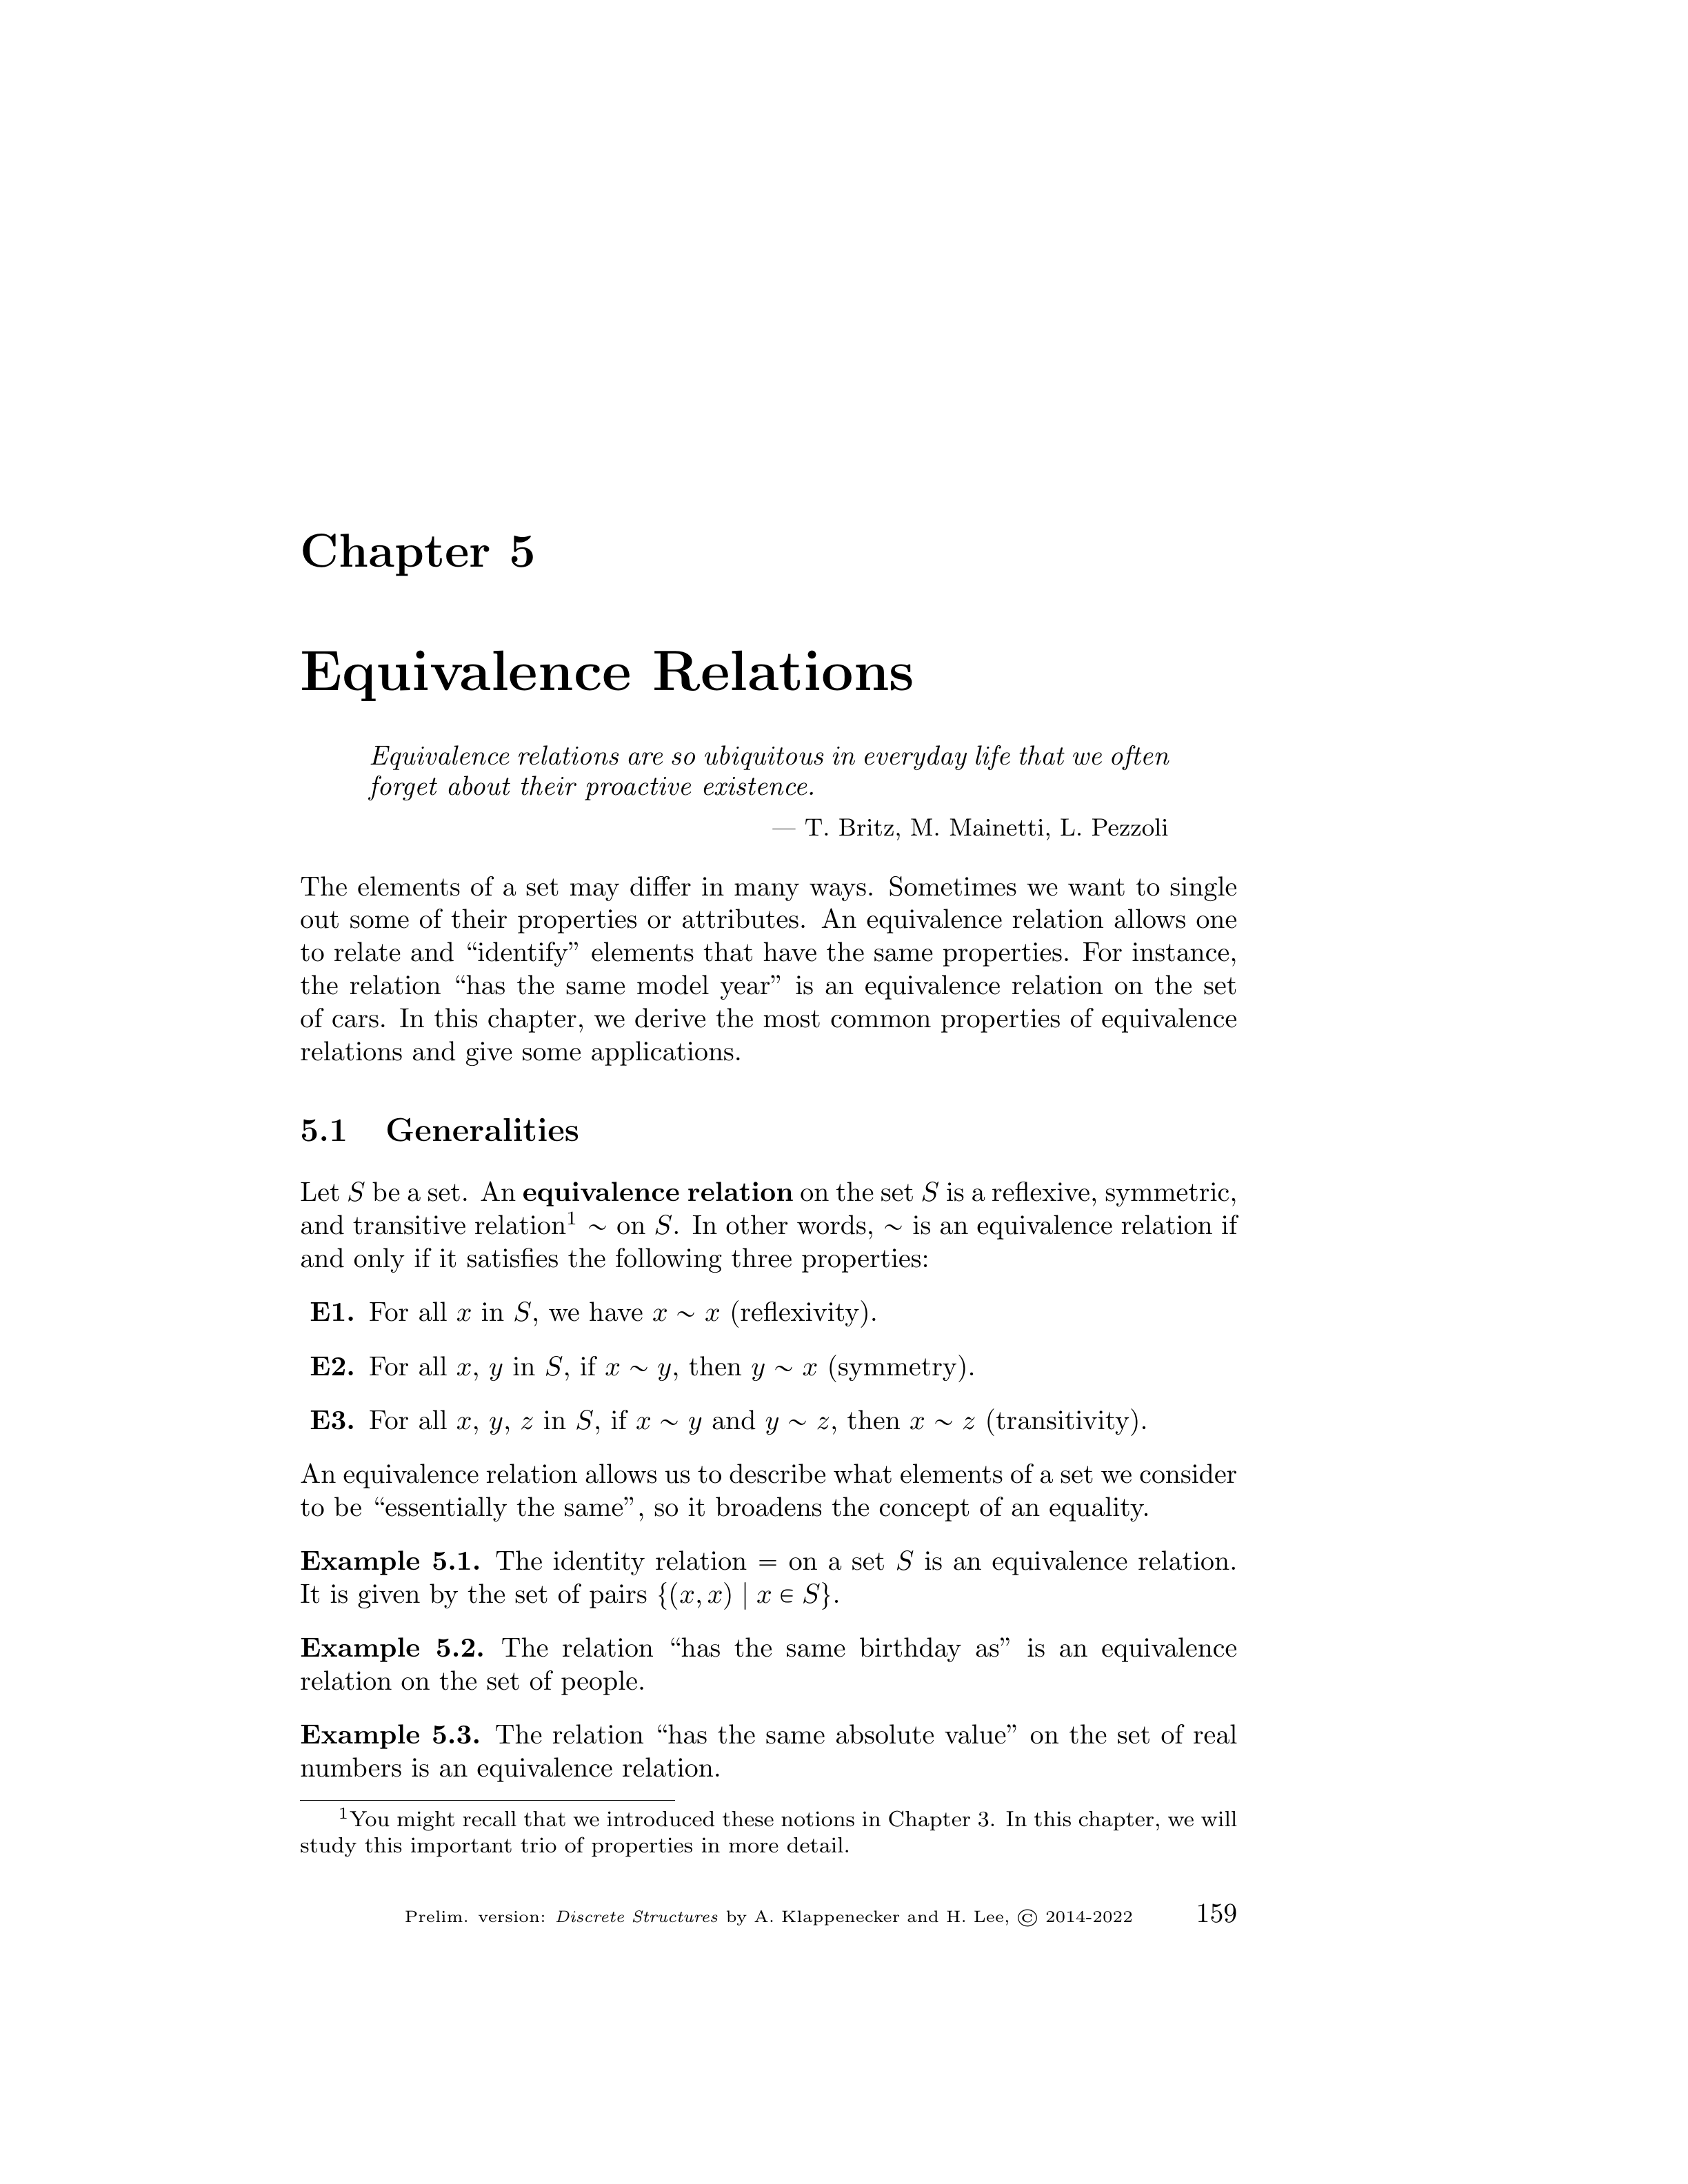 Chapter 5
Equivalence Relations
Equivalence relations are so ubiquitous in everyday life that we often
forget about their proactive existence.
— T. Britz, M. Mainetti, L. Pezzoli
The elements of a set may differ in many ways. Sometimes we want to single
out some of their properties or attributes. An equivalence relation allows one
to relate and “identify” elements that have the same properties. For instance,
the relation “has the same model year” is an equivalence relation on the set
of cars. In this chapter, we derive the most common properties of equivalence
relations and give some applications.
5.1 Generalities
Let S be a set. An equivalence relation on the set S is a reflexive, symmetric,
and transitive relation¹ ∼ on S. In other words, ∼ is an equivalence relation if
and only if it satisfies the following three properties:
E1. For all x in S, we have x ∼ x (reflexivity).
E2. For all x, y in S, if x ∼ y, then y ∼ x (symmetry).
E3. For all x, y, z in S, if x ∼ y and y ∼ z, then x ∼ z (transitivity).
An equivalence relation allows us to describe what elements of a set we consider
to be “essentially the same”, so it broadens the concept of an equality.
Example 5.1. The identity relation = on a set S is an equivalence relation.
It is given by the set of pairs {(x, x) | x ∈ S}.
Example 5.2. The relation “has the same birthday as” is an equivalence
relation on the set of people.
Example 5.3. The relation “has the same absolute value” on the set of real
numbers is an equivalence relation.
¹You might recall that we introduced these notions in Chapter 3. In this chapter, we will
study this important trio of properties in more detail.
Prelim. version: Discrete Structures by A. Klappenecker and H. Lee, © 2014-2022 159